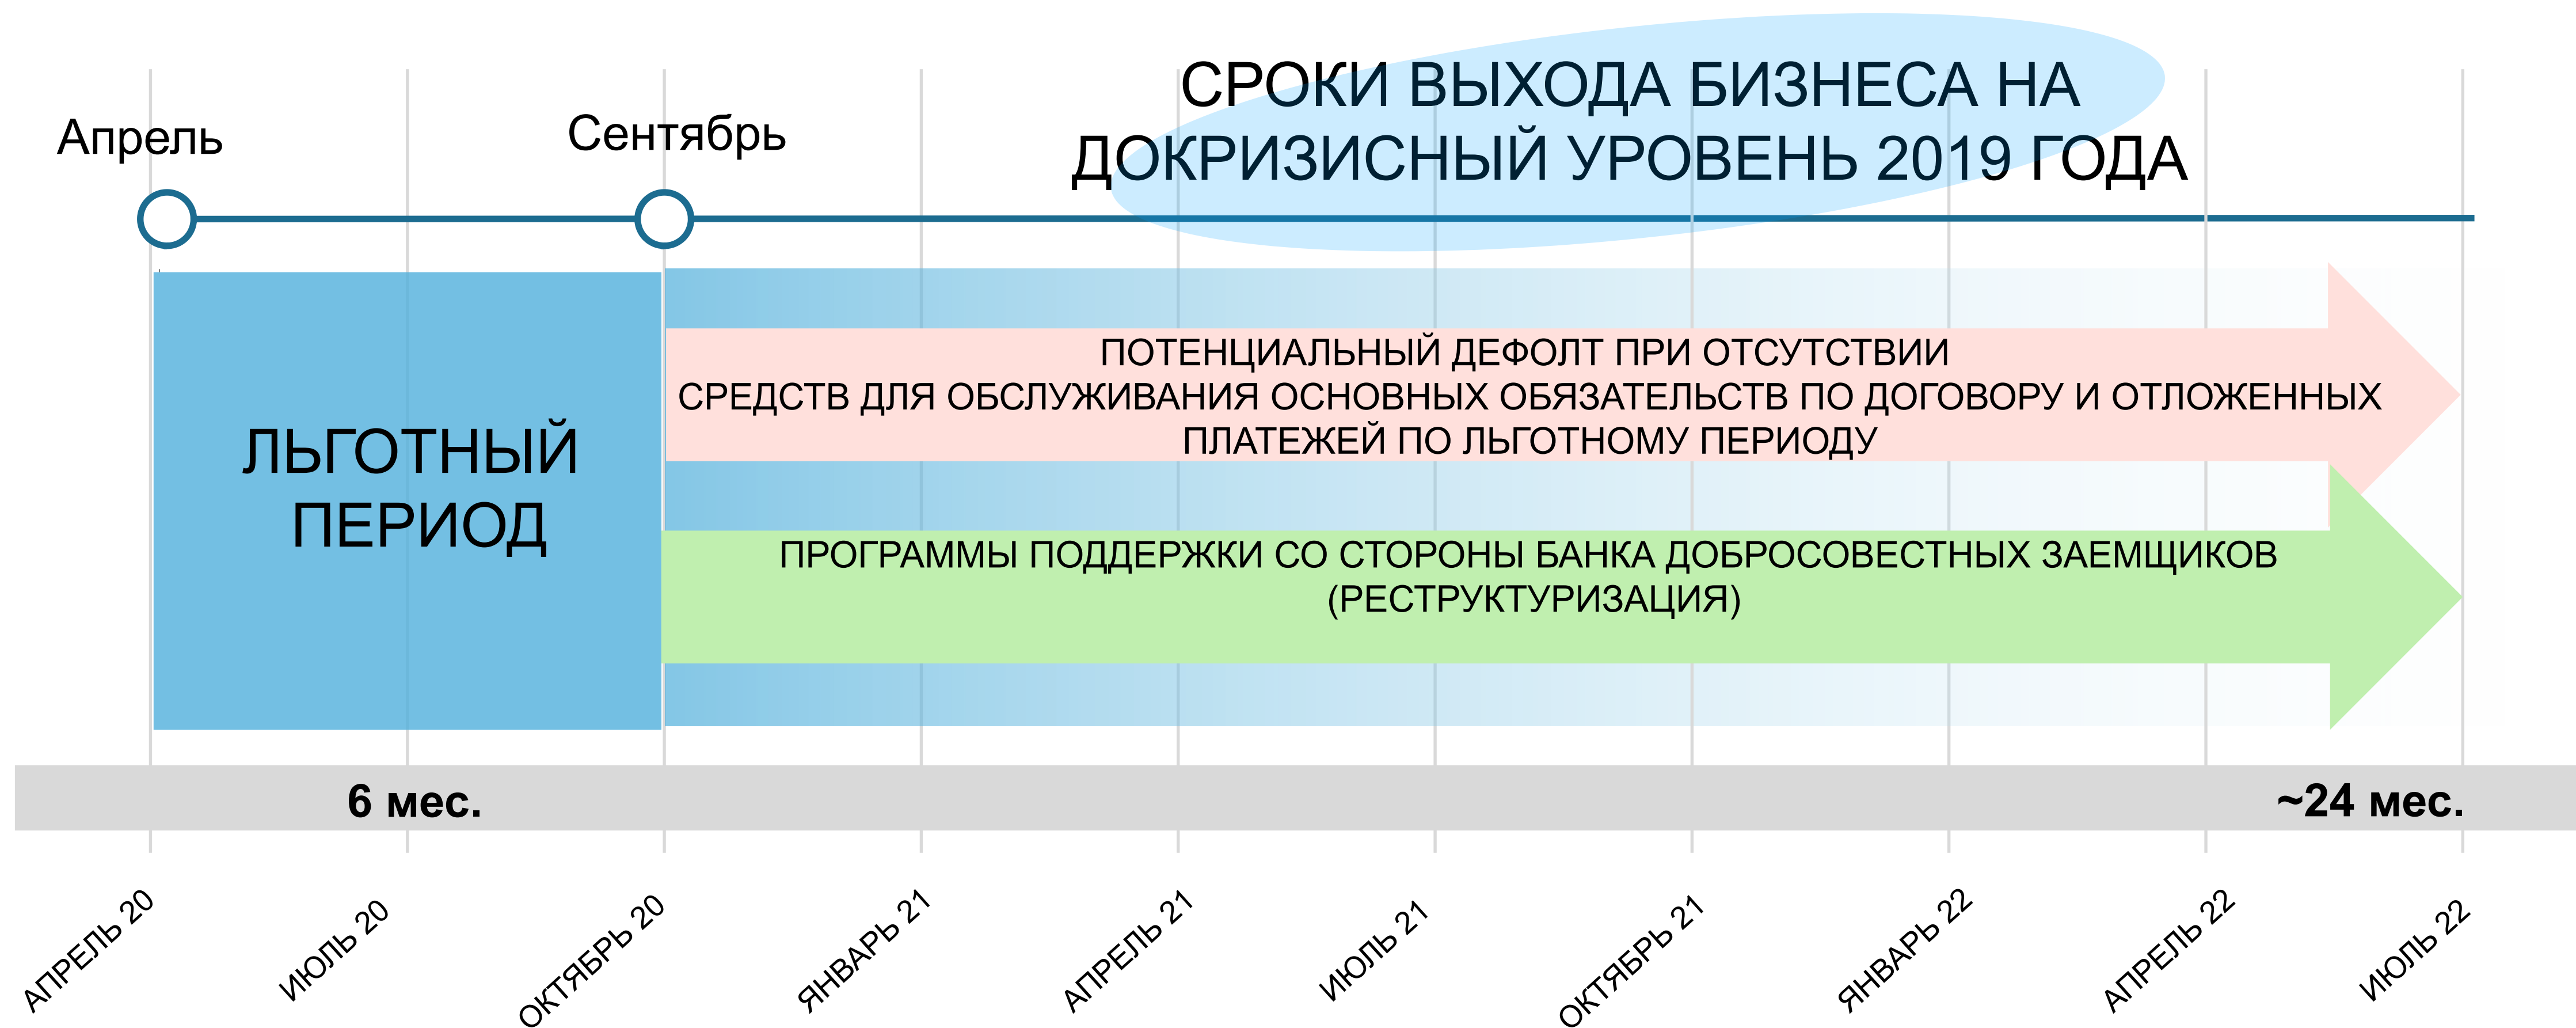 СРОКИ ВЫХОДА БИЗНЕСА НА
ДОКРИЗИСНЫЙ УРОВЕНЬ 2019 ГОДА
Апрель
Сентябрь
ЛЬГОТНЫЙ
ПЕРИОД
ПОТЕНЦИАЛЬНЫЙ ДЕФОЛТ ПРИ ОТСУТСТВИИ
СРЕДСТВ ДЛЯ ОБСЛУЖИВАНИЯ ОСНОВНЫХ ОБЯЗАТЕЛЬСТВ ПО ДОГОВОРУ И ОТЛОЖЕННЫХ
ПЛАТЕЖЕЙ ПО ЛЬГОТНОМУ ПЕРИОДУ
ПРОГРАММЫ ПОДДЕРЖКИ СО СТОРОНЫ БАНКА ДОБРОСОВЕСТНЫХ ЗАЕМЩИКОВ
(РЕСТРУКТУРИЗАЦИЯ)
6 мес.
~24 мес.
АПРЕЛЬ 20
ИЮЛЬ 20
ОКТЯБРЬ 20
ЯНВАРЬ 21
АПРЕЛЬ 21
ИЮЛЬ 21
ОКТЯБРЬ 21
ЯНВАРЬ 22
АПРЕЛЬ 22
ИЮЛЬ 22